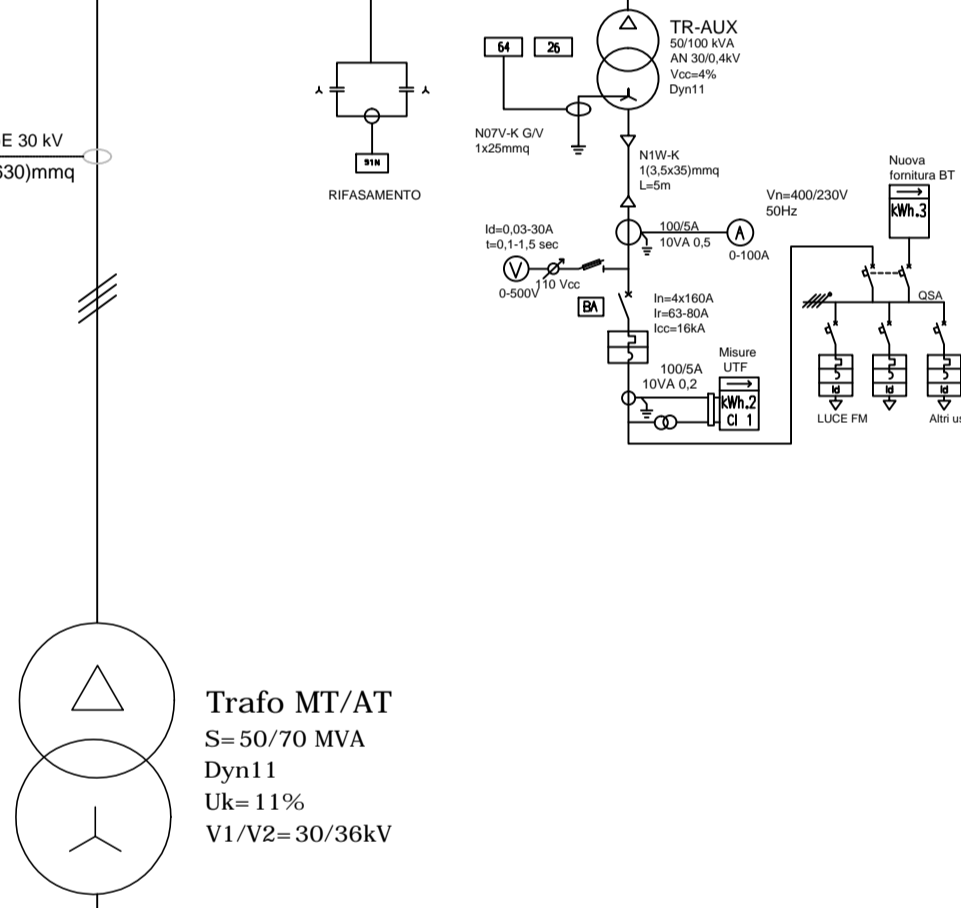 E 30 kV
630)mmq
51N
RIFASAMENTO
64
26
TR-AUX
50/100 kVA
AN 30/0,4kV
Vcc=4%
Dyn11
N07V-K G/V
1x25mmq
N1W-K
1(3,5x35)mmq
L=5m
Id=0,03-30A
t=0,1-1,5 sec
V
0-500V
110 Vcc
100/5A
10VA 0,5
A
0-100A
Vn=400/230V
50Hz
Nuova
fornitura BT
kWh.3
BA
In=4x160A
Ir=63-80A
Icc=16kA
100/5A
10VA 0,2
Misure
UTF
kWh.2
Cl 1
QSA
Id
Id
Id
LUCE FM
Altri us
Trafo MT/AT
S=50/70 MVA
Dyn11
Uk=11%
V1/V2=30/36kV